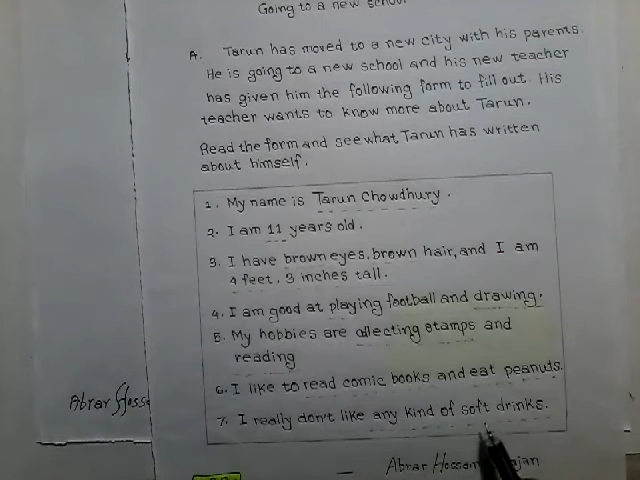 Going to a new school
A. Tarun has moved to a new city with his parents.
He is going to a new school and his new teacher
has given him the following form to fill out. His
teacher wants to know more about Tarun.
Read the form and see what Tarun has written
about himself.
1. My name is Tarun Chowdhury.
2. I am 11 years old.
3. I have brown eyes, brown hair, and I am
4 feet, 3 inches tall.
4. I am good at playing football and drawing.
5. My hobbies are ollecting stamps and
reading
6. I like to read comic books and eat peanuts.
7. I really don't like any kind of soft drinks.
Abrar Hosse
Abrar Hossen